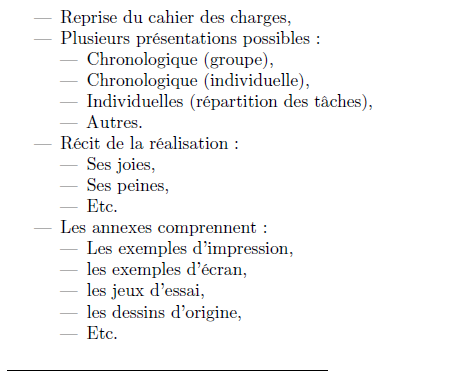 — Reprise du cahier des charges,
— Plusieurs présentations possibles :
— Chronologique (groupe),
— Chronologique (individuelle),
— Individuelles (répartition des tâches),
— Autres.
— Récit de la réalisation :
— Ses joies,
— Ses peines,
— Etc.
— Les annexes comprennent :
— Les exemples d'impression,
— les exemples d'écran,
— les jeux d'essai,
— les dessins d'origine,
— Etc.